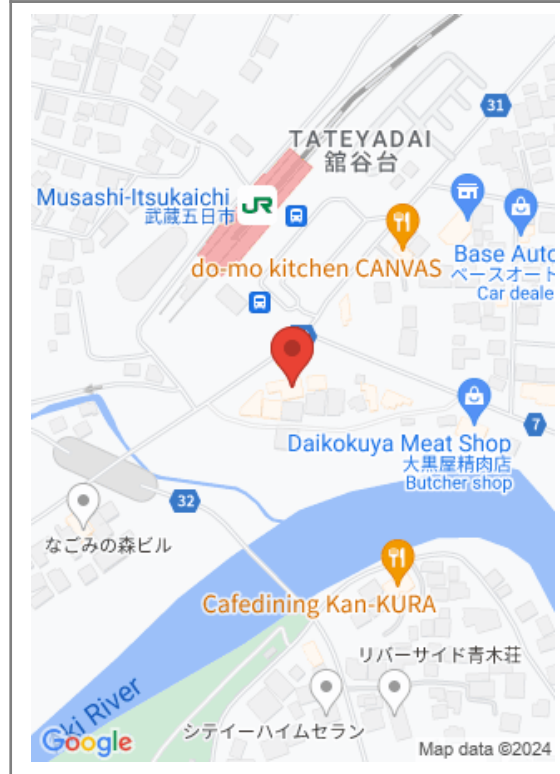 31
TATEYADAI
舘谷台
Musashi-Itsukaichi
武蔵五日市
JR
do-mo kitchen CANVAS
Base Auto
ベースオート
Car deale
Daikokuya Meat Shop
大黒屋精肉店
Butcher shop
7
32
なごみの森ビル
Cafedining Kan-KURA
リバーサイド青木荘
ki River
シテイーハイムセラン
Google
Map data ©2024